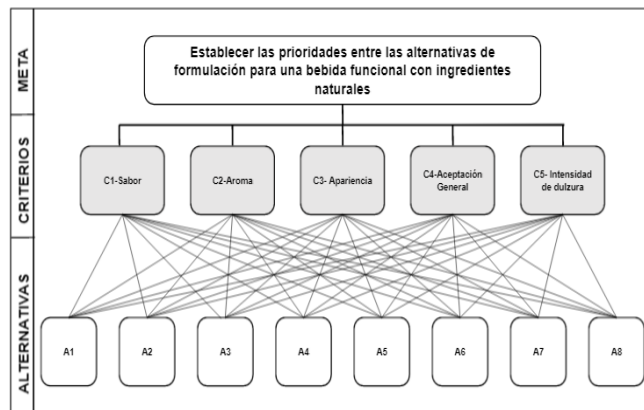 META
Establecer las prioridades entre las alternativas de
formulación para una bebida funcional con ingredientes
naturales
CRITERIOS
C1-Sabor
C2-Aroma
C3- Apariencia
C4-Aceptación
General
C5- Intensidad
de dulzura
ALTERNATIVAS
A1
A2
A3
A4
A5
A6
A7
A8